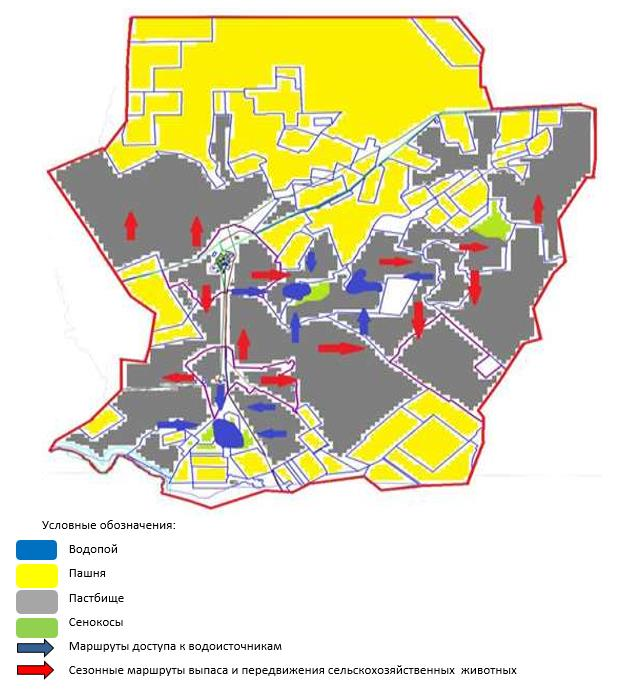 Условные обозначения:
Водопой
Пашня
Пастбище
Сенокосы
Маршруты доступа к водоисточникам
Сезонные маршруты выпаса и передвижения сельскохозяйственных животных